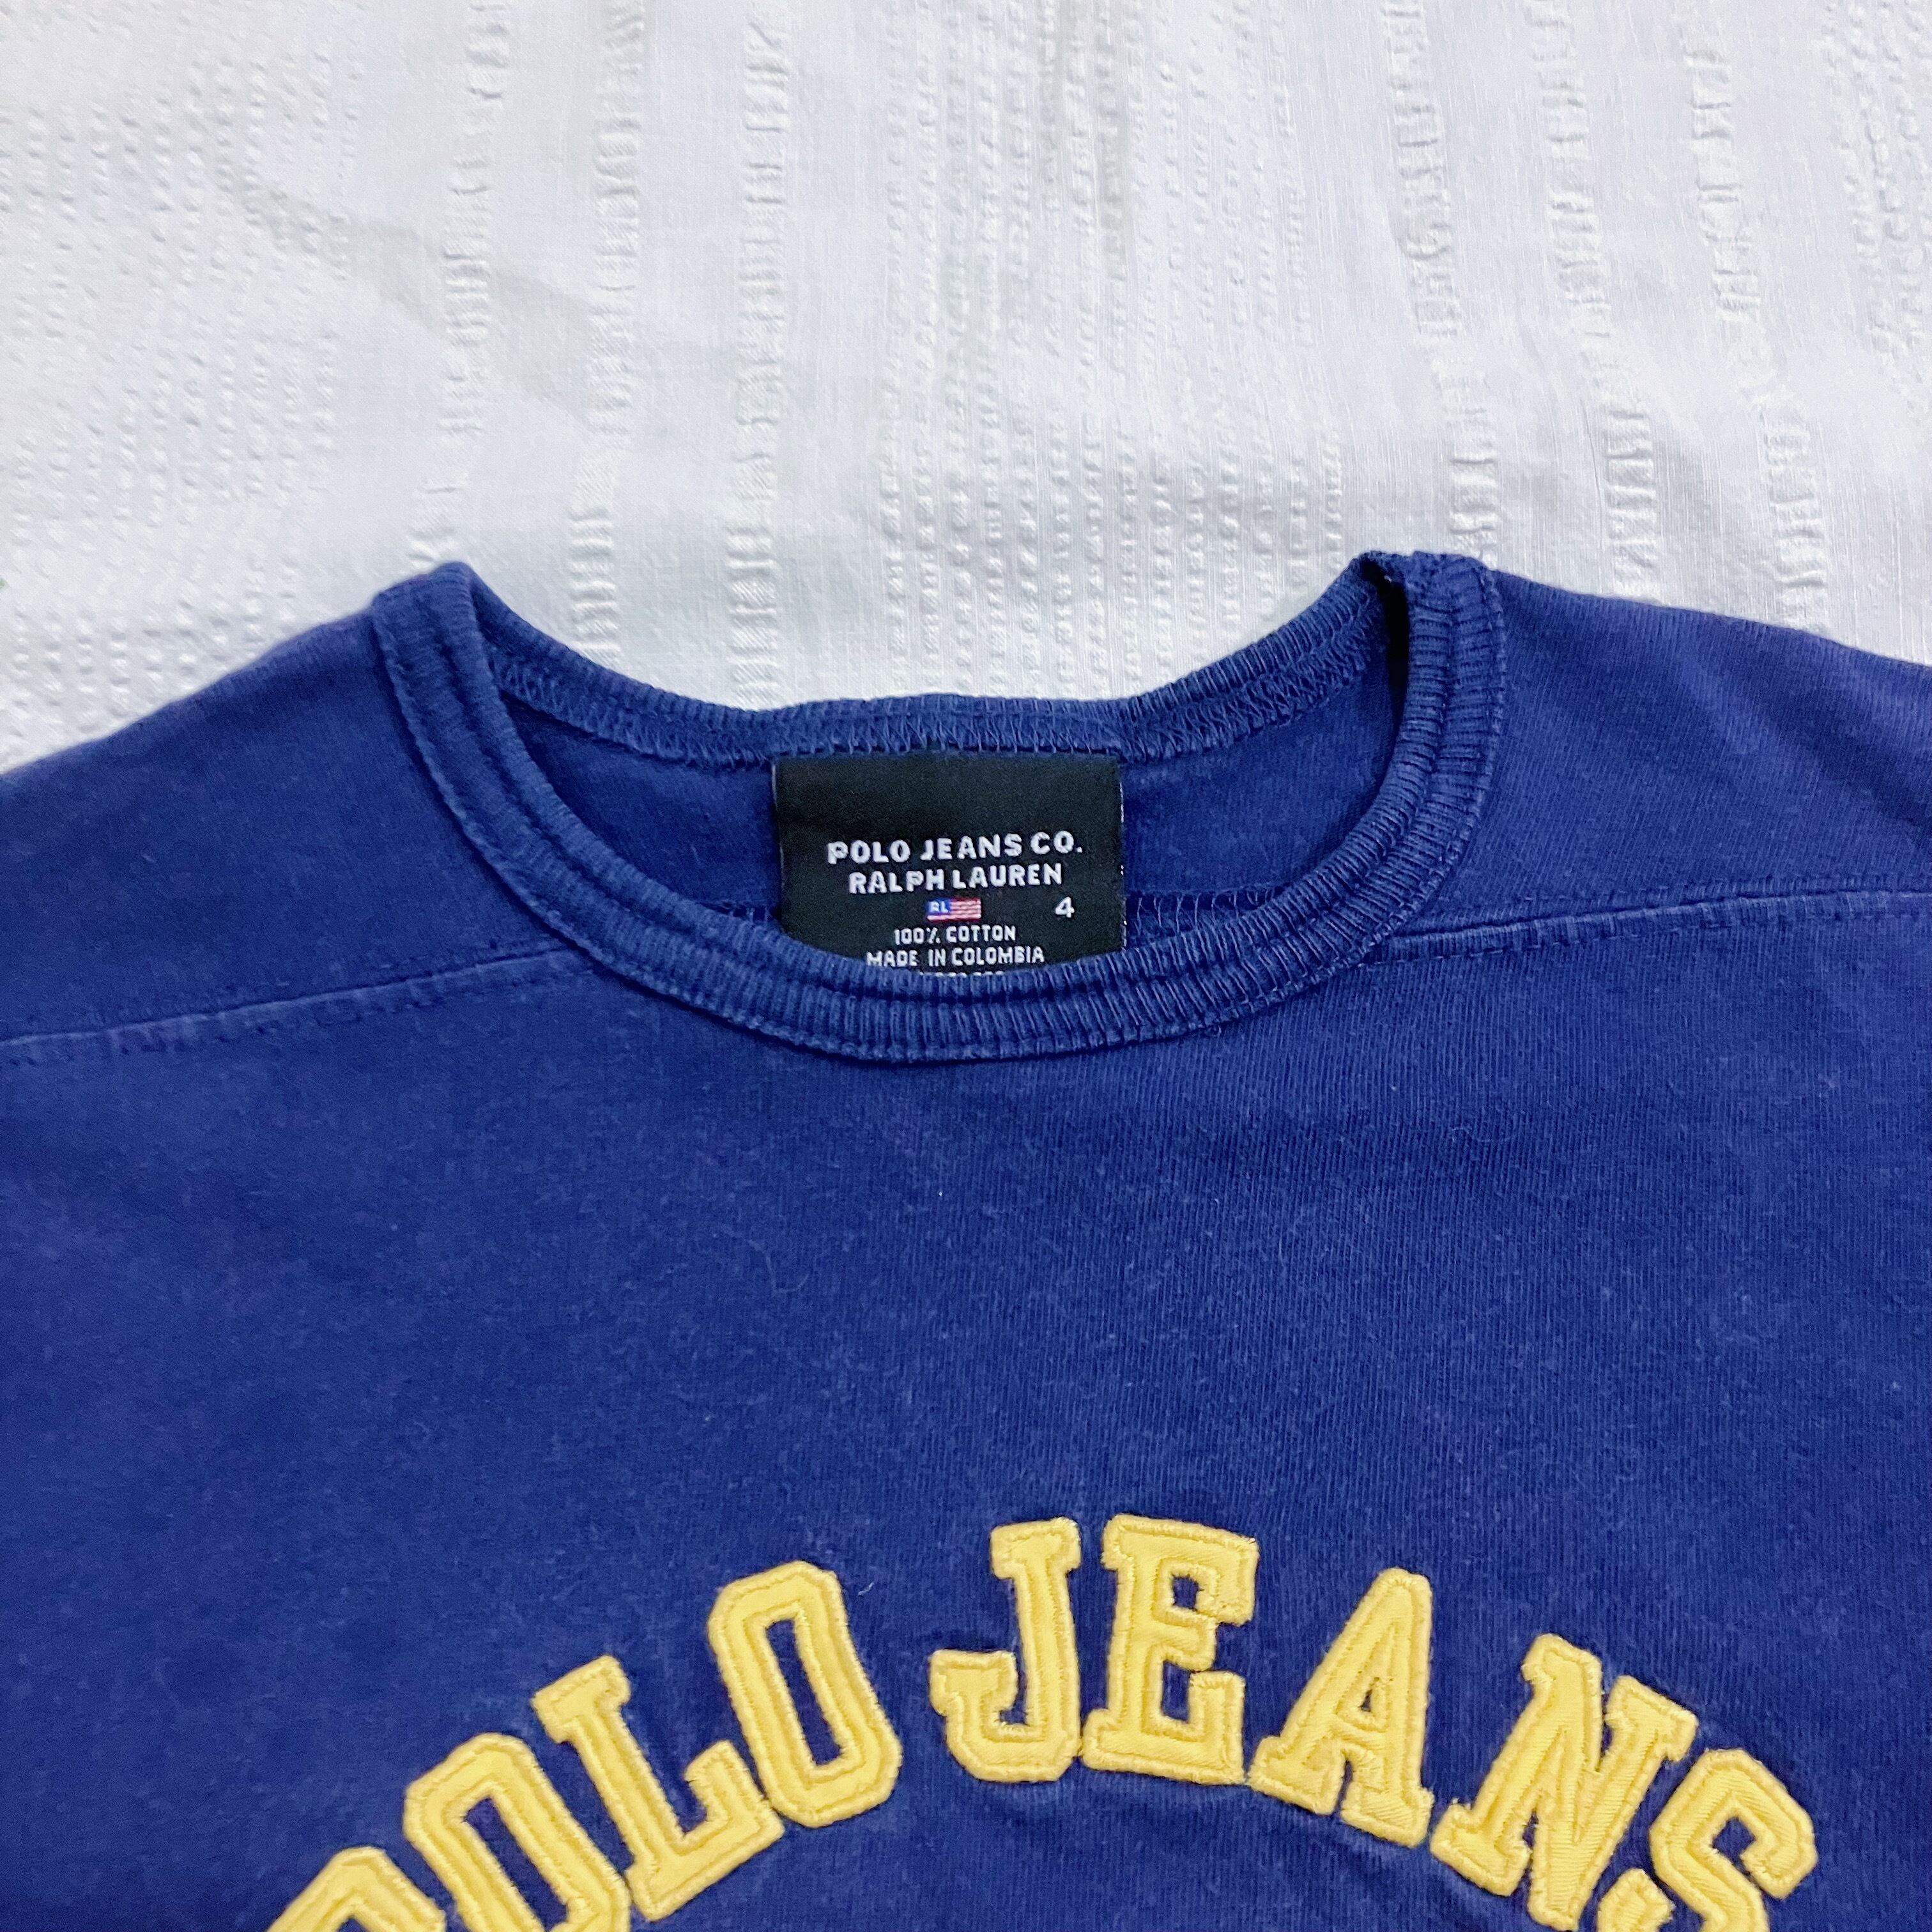 POLO JEANS CO.
RALPH LAUREN
RL 4
100% COTTON
MADE IN COLOMBIA
POLO JEANS